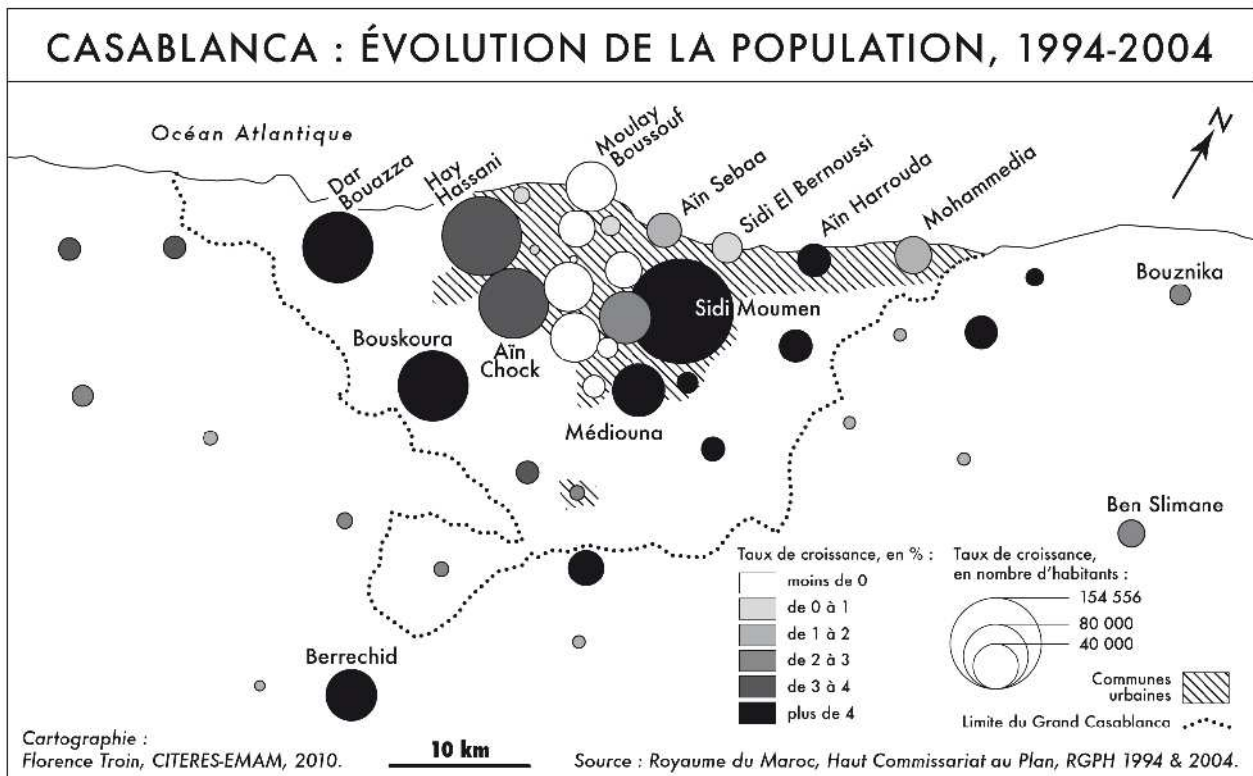 CASABLANCA : ÉVOLUTION DE LA POPULATION, 1994-2004
Océan Atlantique
N
Dar
Bouazza
Hay
Hassani
Moulay
Boussouf
Aïn Sebaa
Sidi El Bernoussi
Aïn Harrouda
Mohammedia
Bouznika
Sidi Moumen
Bouskoura
Aïn
Chock
Médiouna
Ben Slimane
Berrechid
Taux de croissance, en % :
moins de 0
de 0 à 1
de 1 à 2
de 2 à 3
de 3 à 4
plus de 4
Taux de croissance,
en nombre d'habitants :
154 556
80 000
40 000
Communes
urbaines
Limite du Grand Casablanca
Cartographie :
Florence Troin, CITERES-EMAM, 2010.
10 km
Source : Royaume du Maroc, Haut Commissariat au Plan, RGPH 1994 & 2004.